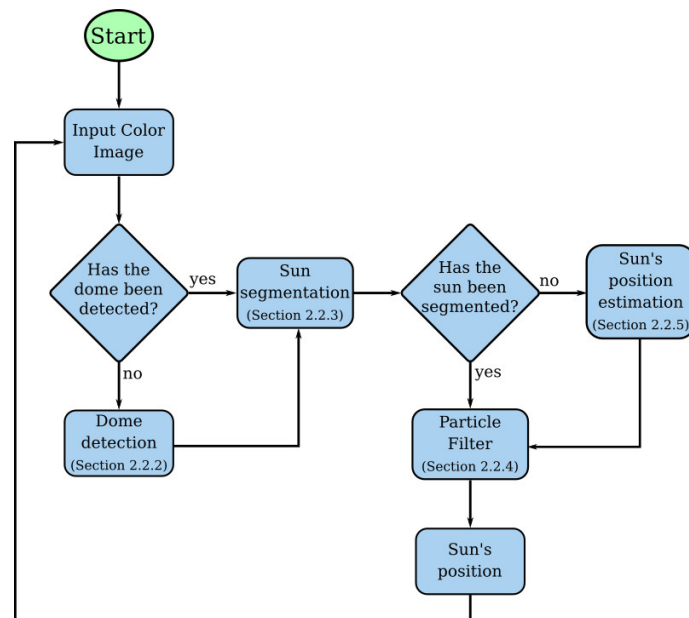 Start
Input Color
Image
Has the
dome been
detected?
yes
no
Dome
detection
(Section 2.2.2)
Sun
segmentation
(Section 2.2.3)
Has the
sun been
segmented?
no
yes
Sun's
position
estimation
(Section 2.2.5)
Particle
Filter
(Section 2.2.4)
Sun's
position